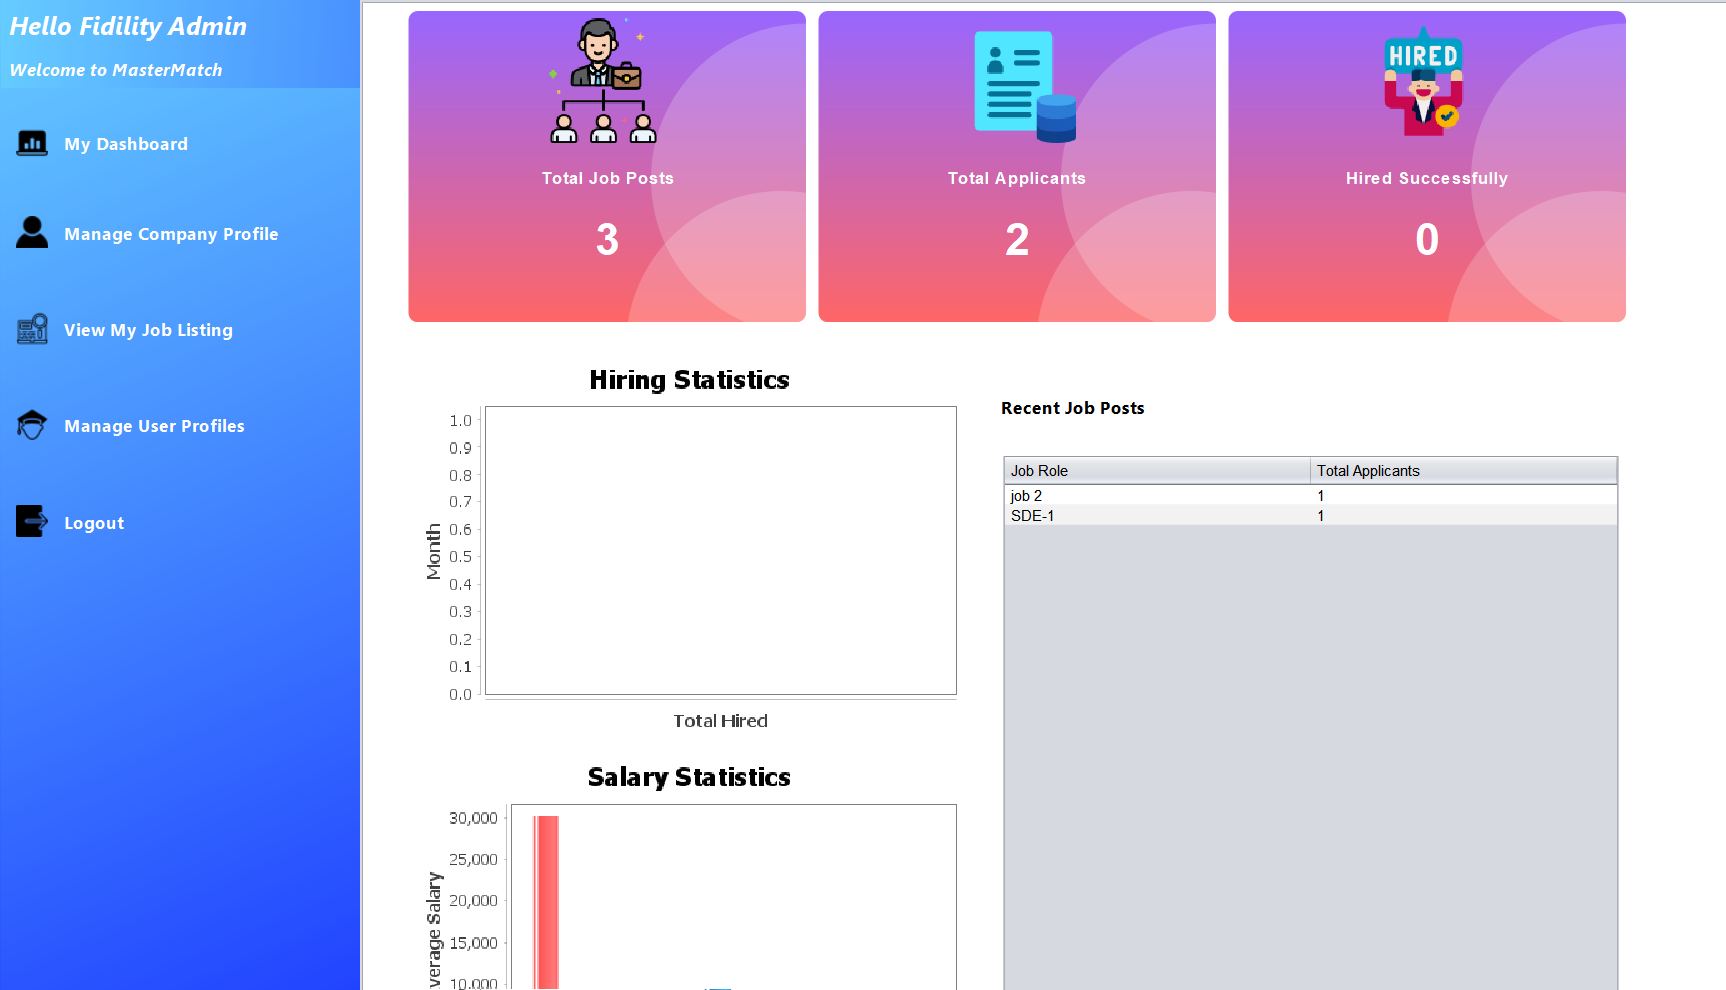 Hello Fidility Admin
Welcome to MasterMatch
My Dashboard
Manage Company Profile
View My Job Listing
Manage User Profiles
Logout
Total Job Posts
3
Total Applicants
2
HIRED
Hired Successfully
0
Hiring Statistics
1.0
0.9
0.8
0.7
0.6
0.5
0.4
0.3
0.2
0.1
0.0
Month
Total Hired
Salary Statistics
30,000
25,000
20,000
15,000
10,000
verage Salary
Recent Job Posts
Job Role Total Applicants
job 2 1
SDE-1 1